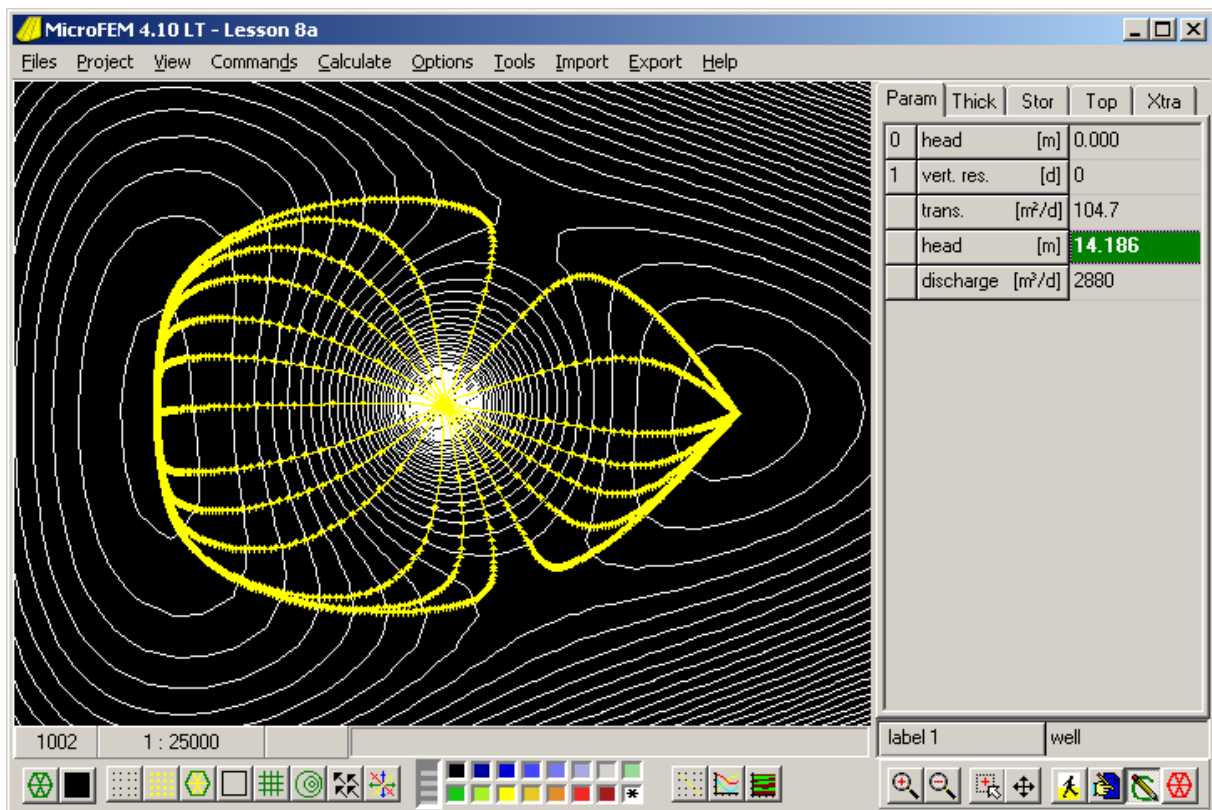 MicroFEM 4.10 LT - Lesson 8a
Files Project View Commands Calculate Options Tools Import Export Help
Param Thick Stor Top Xtra
0 head [m] 0.000
1 vert. res. [d] 0
trans. [m²/d] 104.7
head [m] 14.186
discharge [m³/d] 2880
1002 1 : 25000
label 1 well